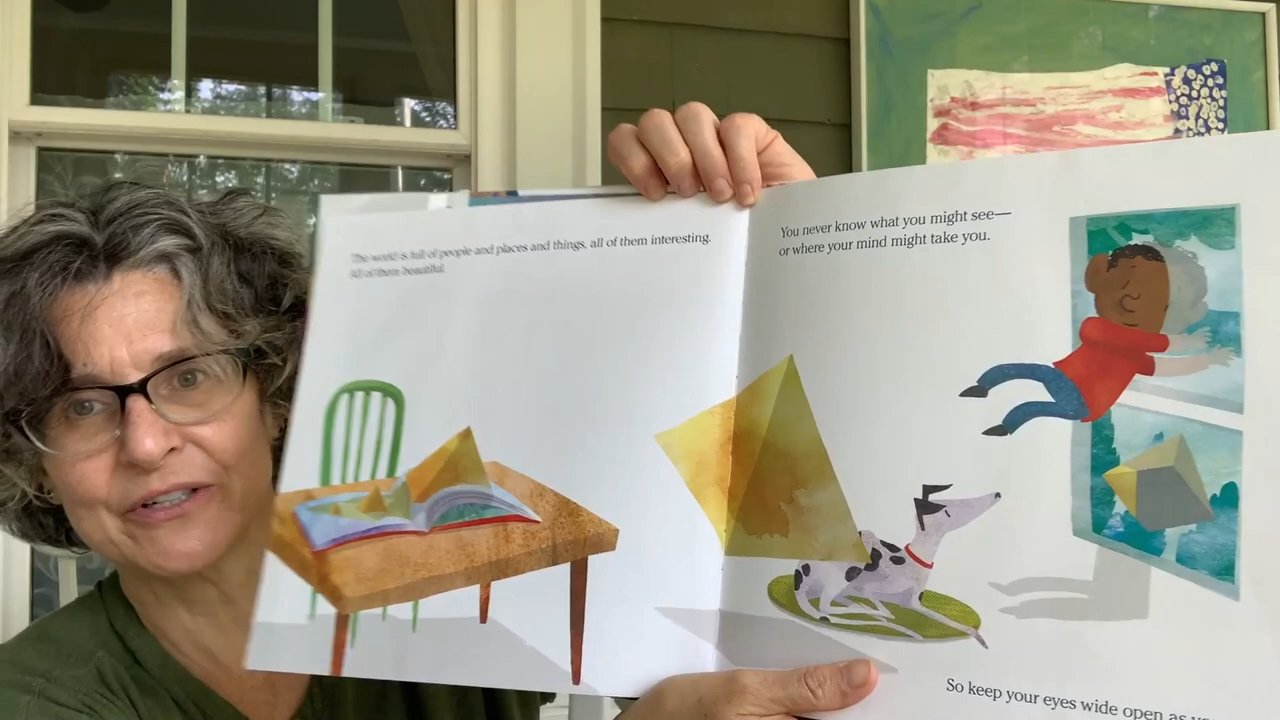 The world is full of people and places and things, all of them interesting.
All of them beautiful.
You never know what you might see—
or where your mind might take you.
So keep your eyes wide open as